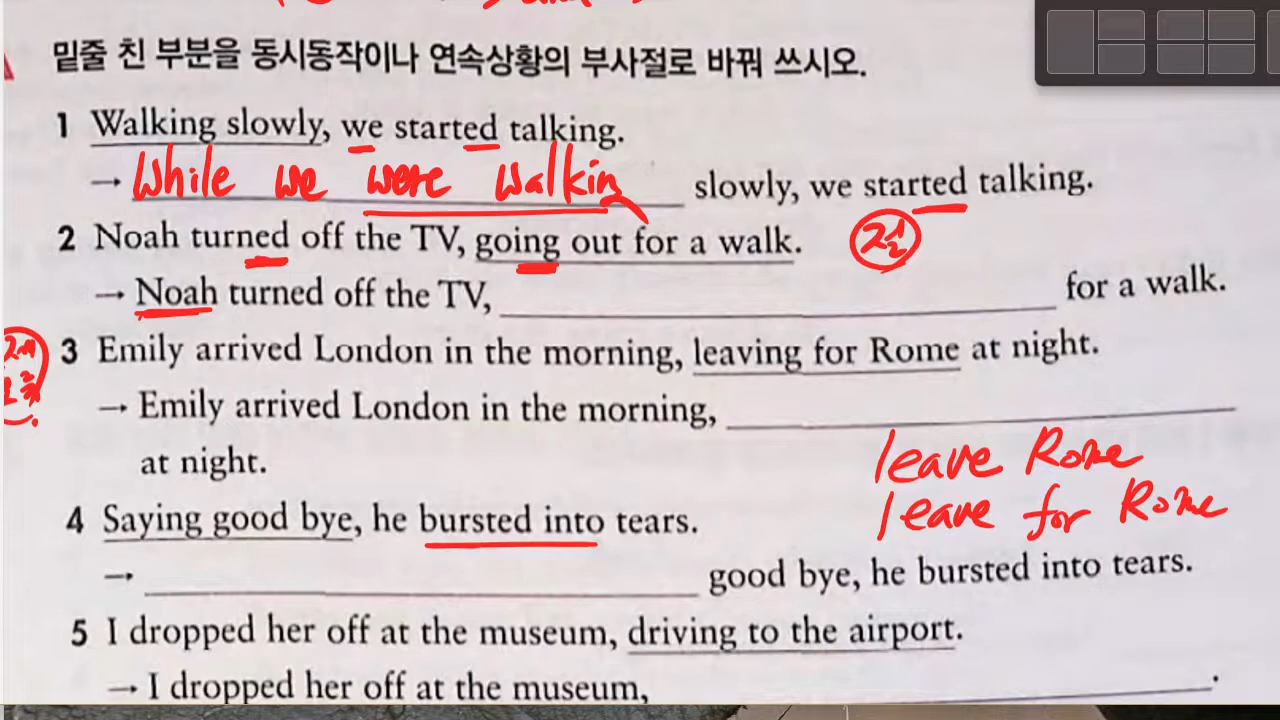 밑줄 친 부분을 동시동작이나 연속상황의 부사절로 바꿔 쓰시오.
1 Walking slowly, we started talking.
→ While we were walking slowly, we started talking.
2 Noah turned off the TV, going out for a walk. 절
→ Noah turned off the TV, for a walk.
3 Emily arrived London in the morning, leaving for Rome at night.
→ Emily arrived London in the morning,
at night.
leave Rome
leave for Rome
4 Saying good bye, he bursted into tears.
→ good bye, he bursted into tears.
5 I dropped her off at the museum, driving to the airport.
→ I dropped her off at the museum, .